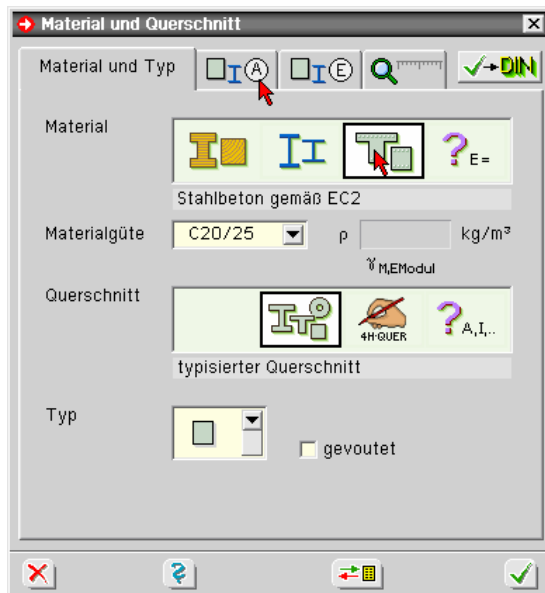 Material und Querschnitt
Material und Typ
A
E
DIN
Material
E=
Stahlbeton gemäß EC2
Materialgüte
C20/25
ρ
kg/m³
γ M,EModul
Querschnitt
4H-QUER
A,I,..
typisierter Querschnitt
Typ
gevoutet